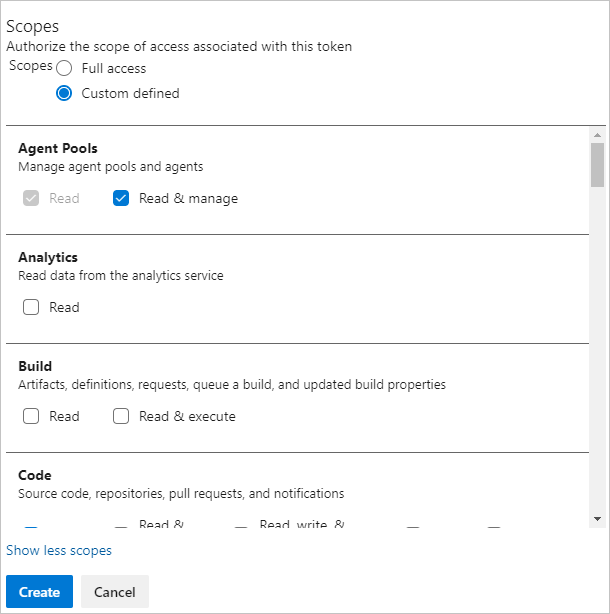 Scopes
Authorize the scope of access associated with this token
Scopes Full access
Custom defined
Agent Pools
Manage agent pools and agents
Read Read & manage
Analytics
Read data from the analytics service
Read
Build
Artifacts, definitions, requests, queue a build, and updated build properties
Read Read & execute
Code
Source code, repositories, pull requests, and notifications
Read & Read, write, &
Show less scopes
Create Cancel